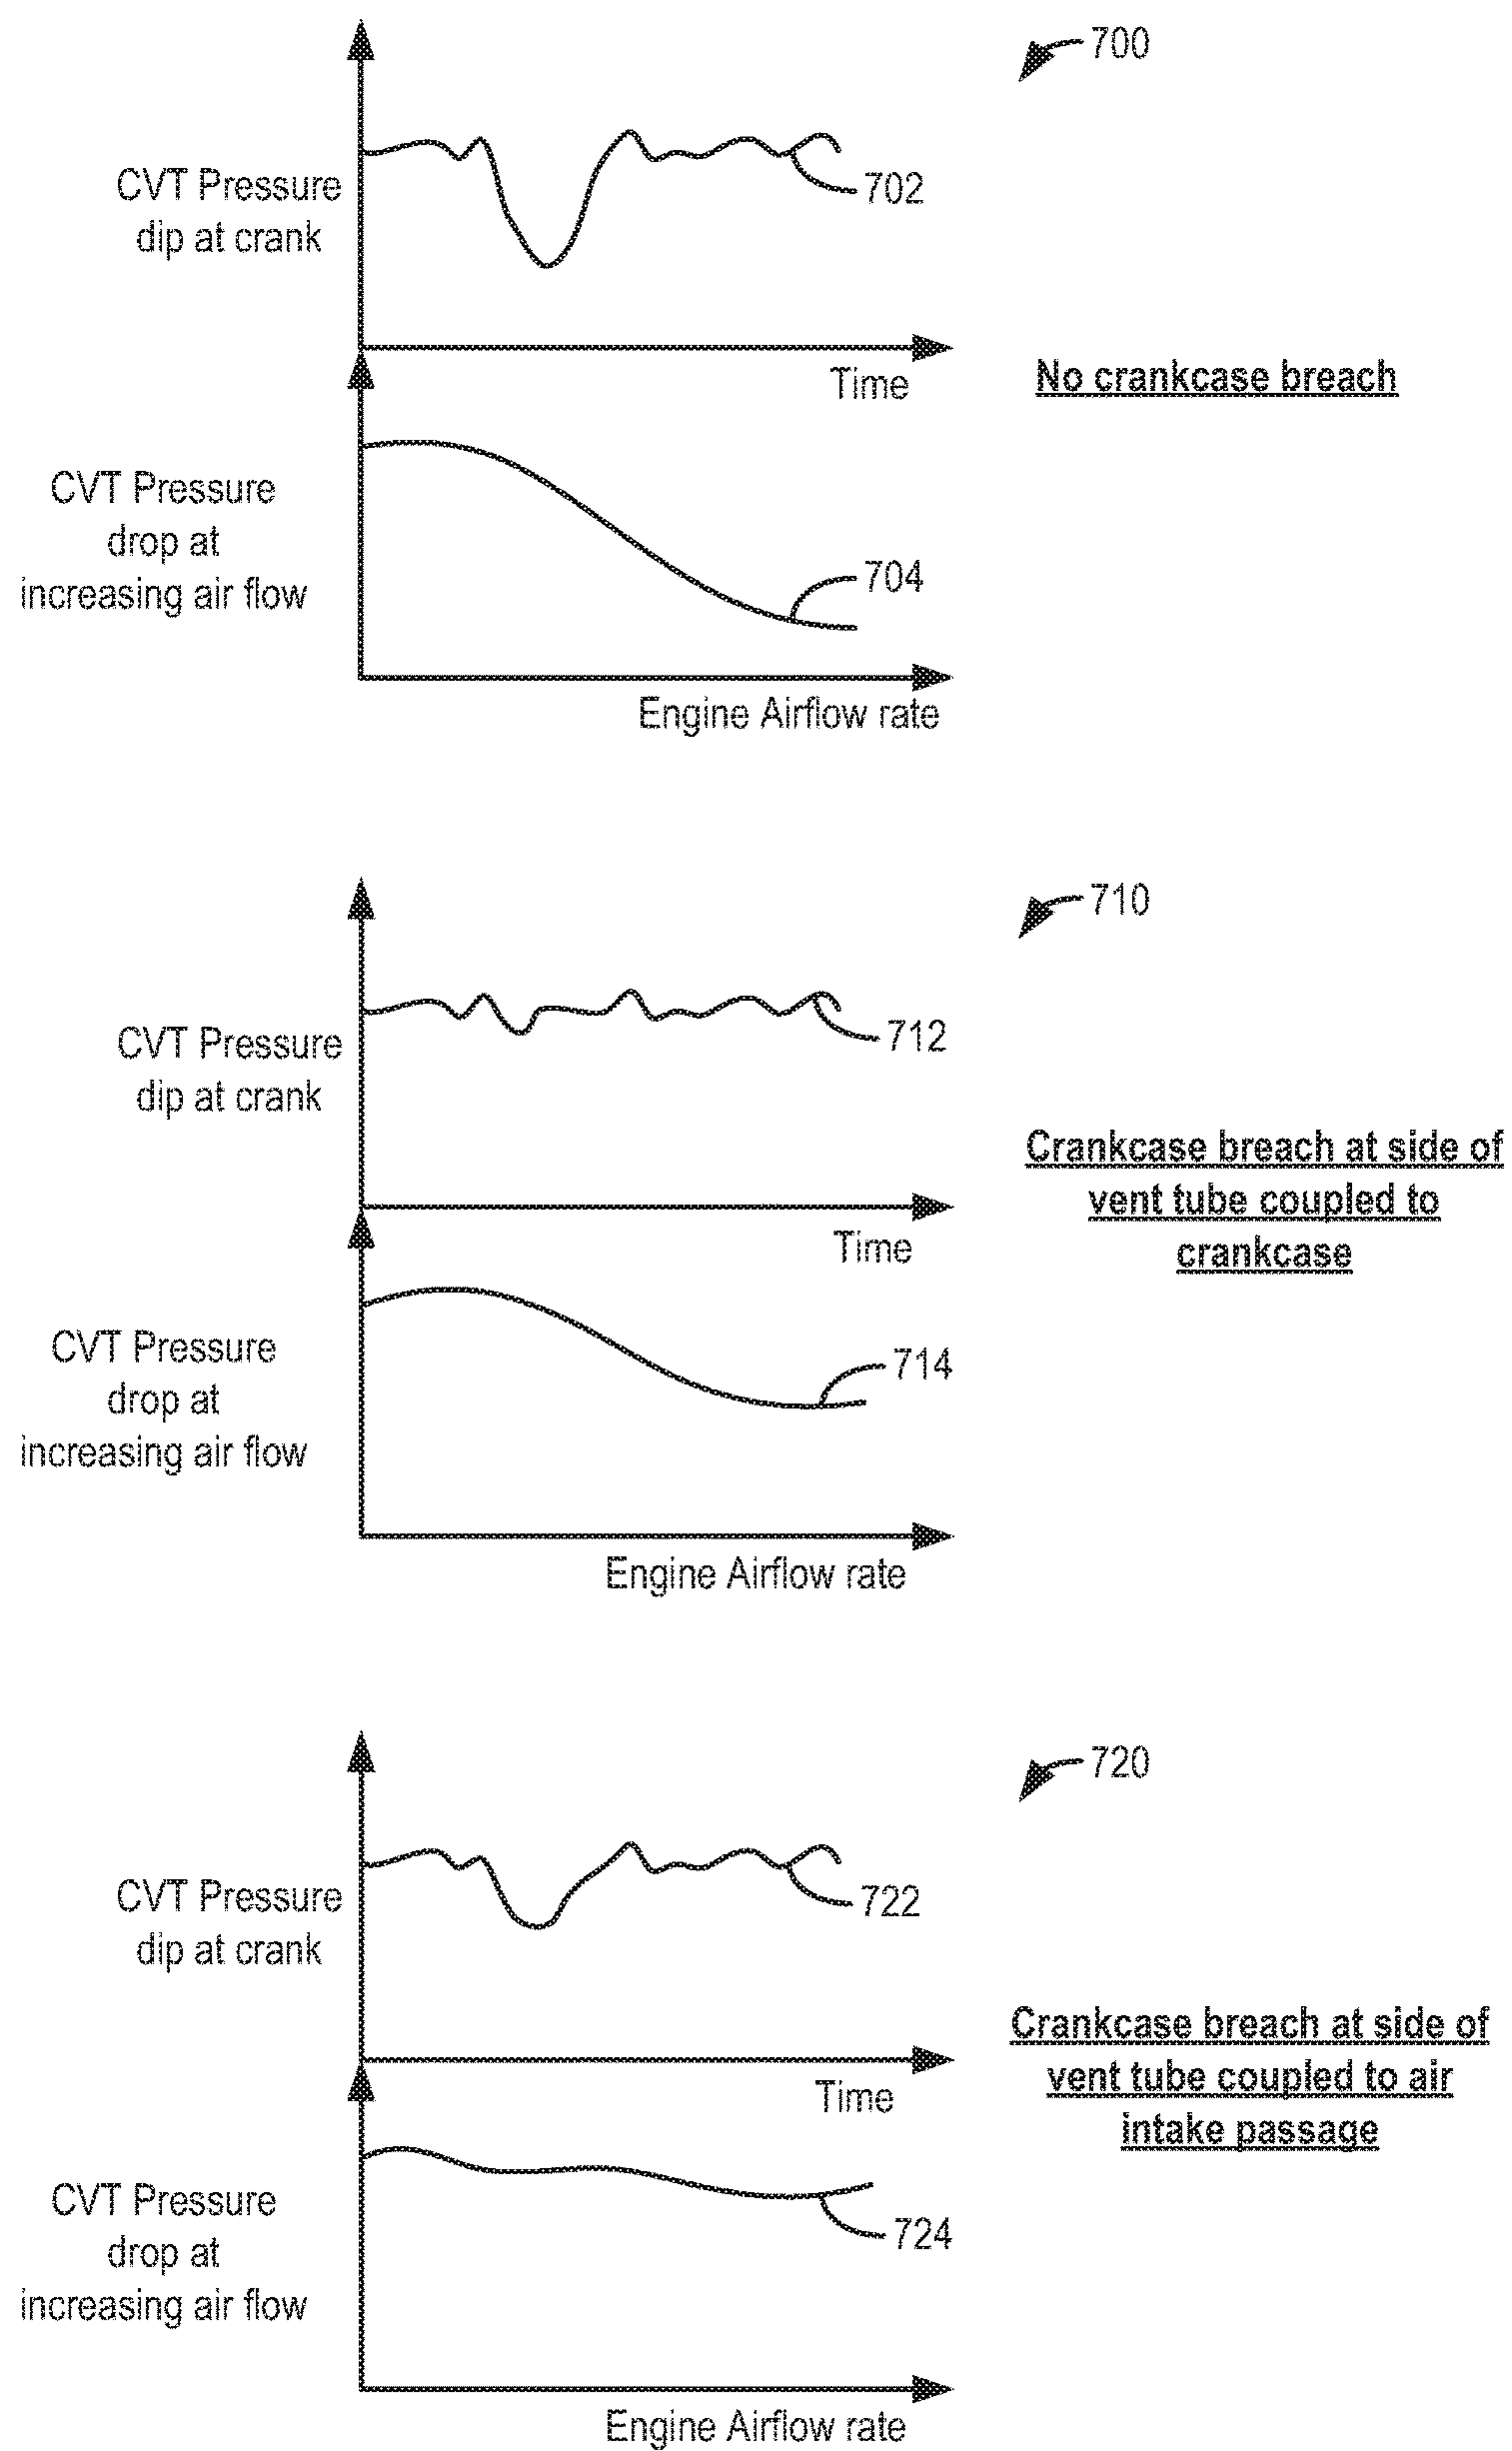 700
CVT Pressure
dip at crank
702
Time
No crankcase breach
CVT Pressure
drop at
increasing air flow
704
Engine Airflow rate
710
CVT Pressure
dip at crank
712
Time
Crankcase breach at side of
vent tube coupled to
crankcase
CVT Pressure
drop at
increasing air flow
714
Engine Airflow rate
720
CVT Pressure
dip at crank
722
Time
Crankcase breach at side of
vent tube coupled to air
intake passage
CVT Pressure
drop at
increasing air flow
724
Engine Airflow rate